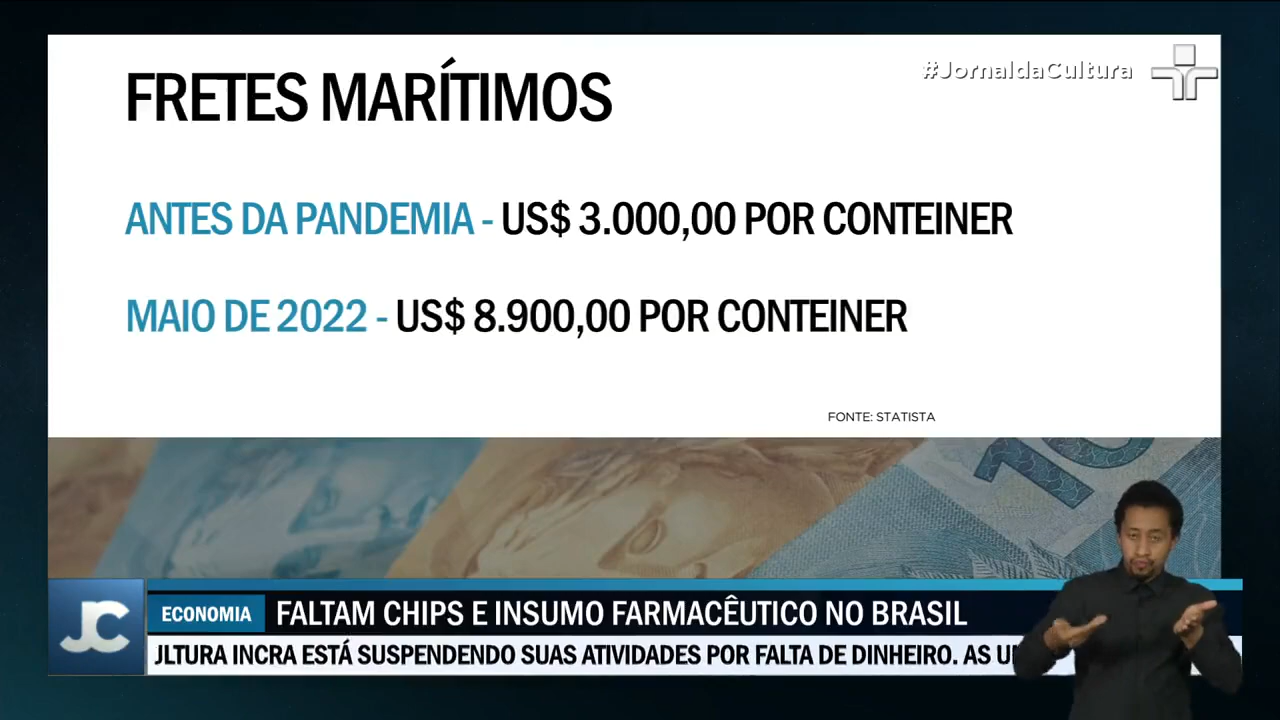 FRETES MARÍTIMOS
#JornaldaCultura
ANTES DA PANDEMIA - US$ 3.000,00 POR CONTEINER
MAIO DE 2022 - US$ 8.900,00 POR CONTEINER
FONTE: STATISTA
10
JC
ECONOMIA
FALTAM CHIPS E INSUMO FARMACÊUTICO NO BRASIL
JLTURA INCRA ESTÁ SUSPENDENDO SUAS ATIVIDADES POR FALTA DE DINHEIRO. AS